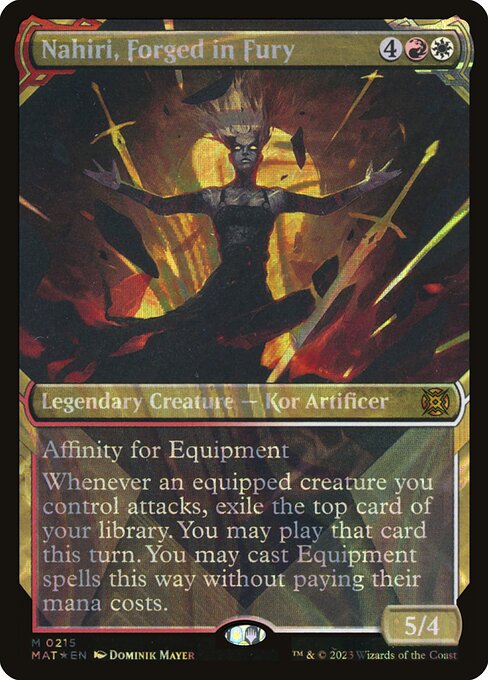 Nahiri, Forged in Fury 4
Legendary Creature — Kor Artificer
Affinity for Equipment
Whenever an equipped creature you
control attacks, exile the top card of
your library. You may play that card
this turn. You may cast Equipment
spells this way without paying their
mana costs.
5/4
M 0215
MAT★EN Dominik Mayer ™ & © 2023 Wizards of the Coast